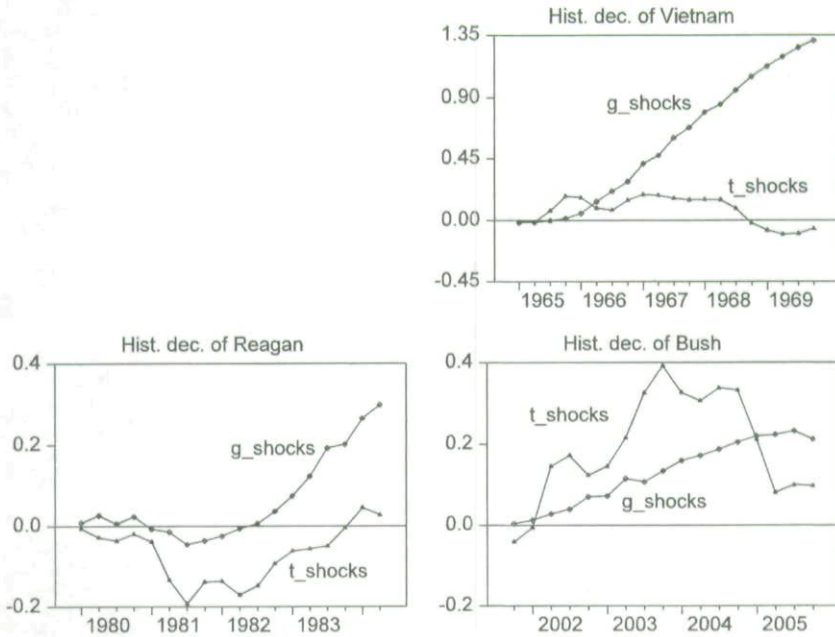 Hist. dec. of Vietnam
1.35
0.90
0.45
0.00
-0.45
g_shocks
t_shocks
1965 1966 1967 1968 1969
Hist. dec. of Reagan
0.4
0.2
0.0
-0.2
g_shocks
t_shocks
1980 1981 1982 1983
Hist. dec. of Bush
0.4
0.2
0.0
-0.2
t_shocks
g_shocks
2002 2003 2004 2005